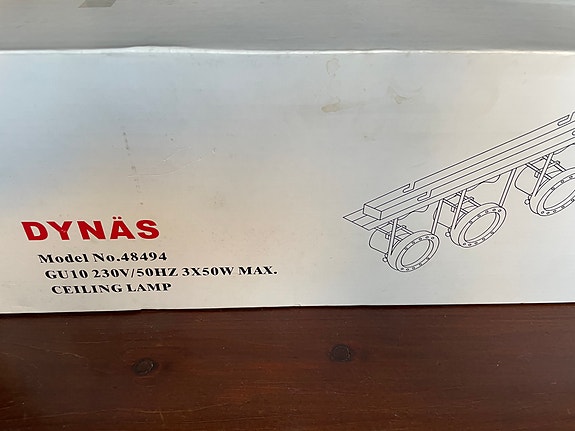 DYNÄS
Model No.48494
GU10 230V/50HZ 3X50W MAX.
CEILING LAMP